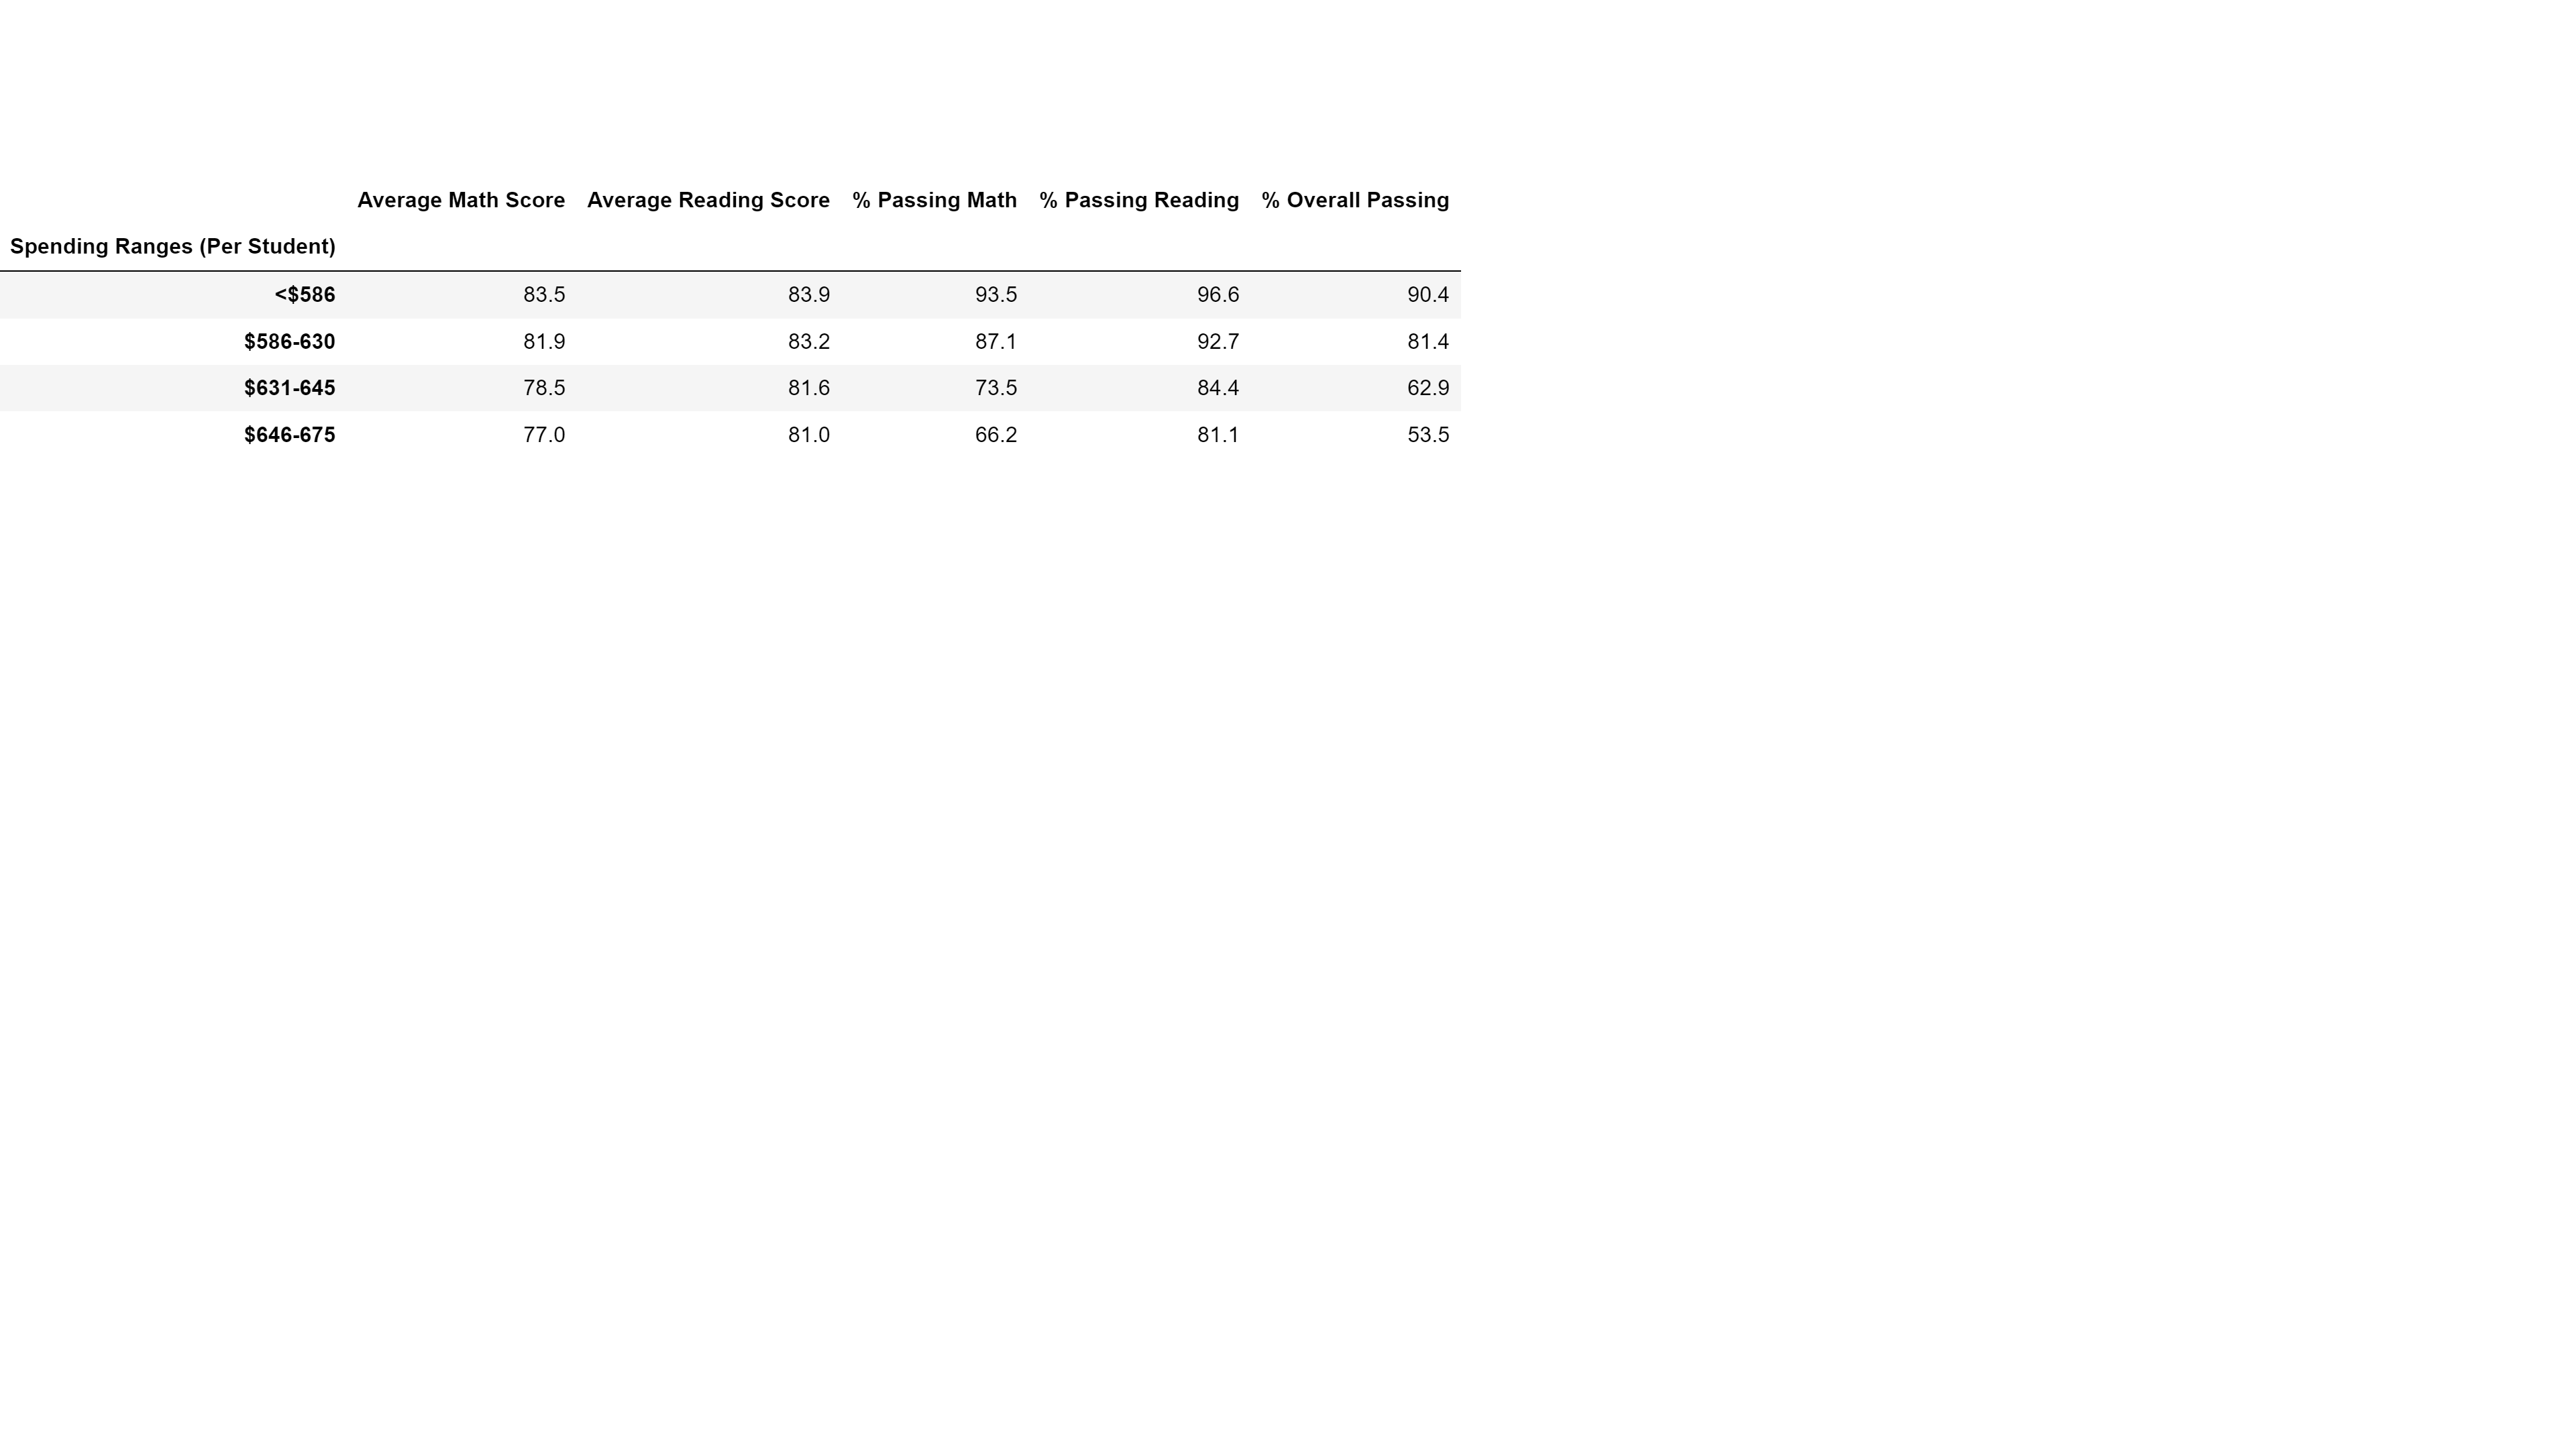 Average Math Score Average Reading Score % Passing Math % Passing Reading % Overall Passing
Spending Ranges (Per Student)
<$586 83.5 83.9 93.5 96.6 90.4
$586-630 81.9 83.2 87.1 92.7 81.4
$631-645 78.5 81.6 73.5 84.4 62.9
$646-675 77.0 81.0 66.2 81.1 53.5